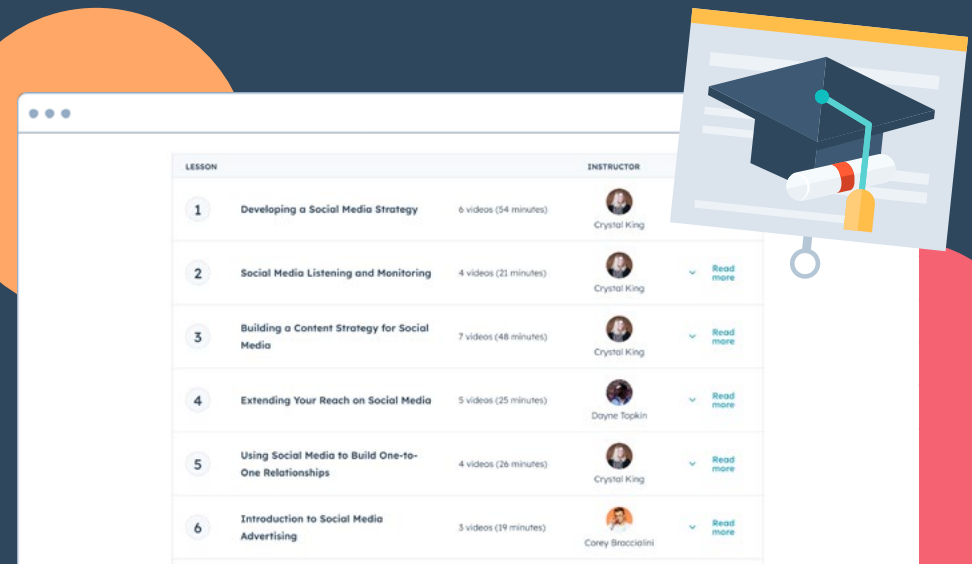 LESSON INSTRUCTOR
1 Developing a Social Media Strategy 6 videos (54 minutes) Crystal King
2 Social Media Listening and Monitoring 4 videos (21 minutes) Crystal King Read more
3 Building a Content Strategy for Social Media 7 videos (48 minutes) Crystal King Read more
4 Extending Your Reach on Social Media 5 videos (25 minutes) Dayne Topkin Read more
5 Using Social Media to Build One-to-One Relationships 4 videos (26 minutes) Crystal King Read more
6 Introduction to Social Media Advertising 3 videos (19 minutes) Corey Braccialini Read more